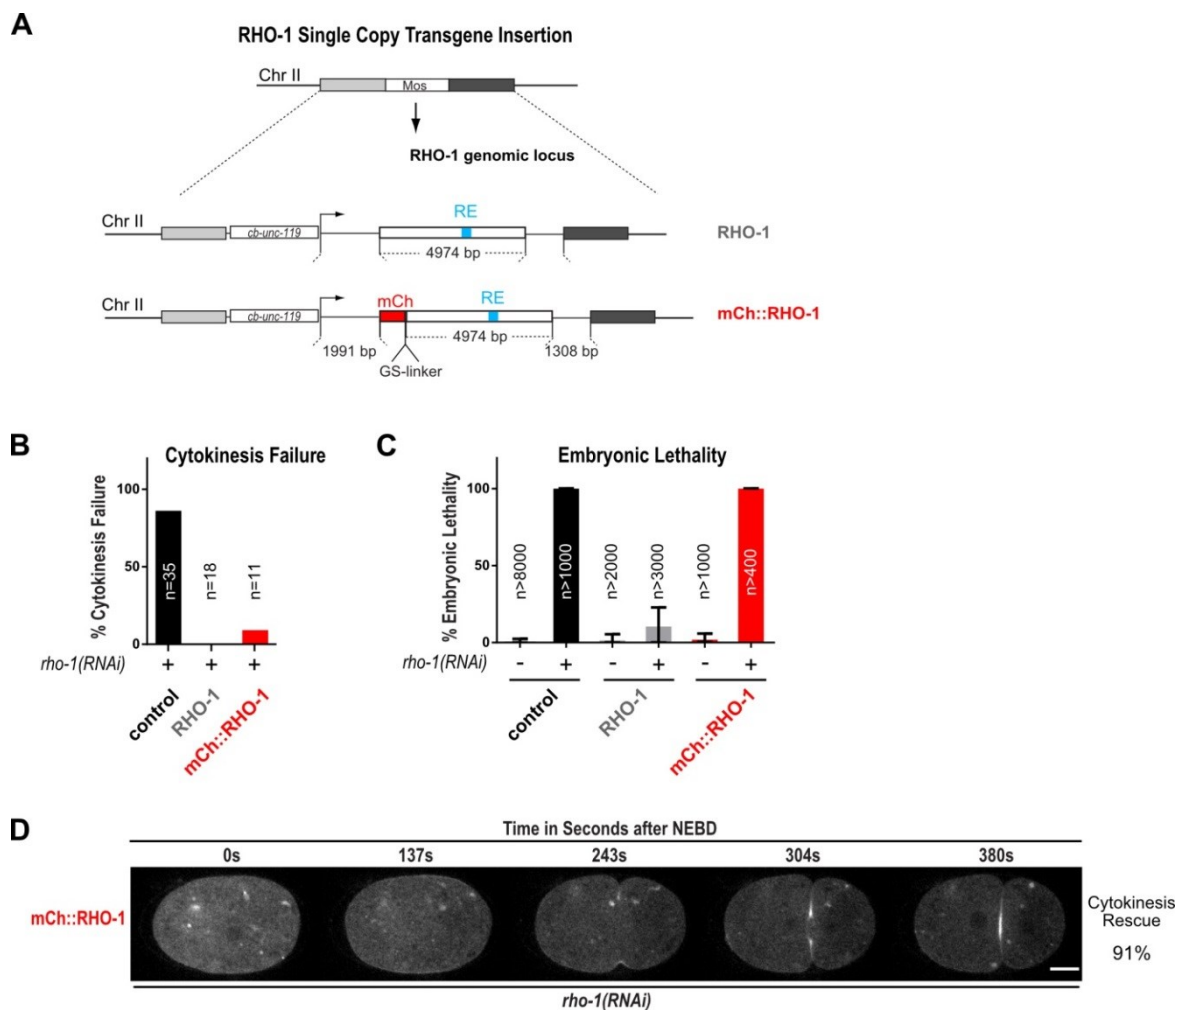 A
RHO-1 Single Copy Transgene Insertion
Chr II
Mos
RHO-1 genomic locus
Chr II
cb-unc-119
RE
4974 bp
RHO-1
Chr II
cb-unc-119
mCh
RE
4974 bp
mCh::RHO-1
1991 bp
1308 bp
GS-linker
B
Cytokinesis Failure
% Cytokinesis Failure
100
50
0
n=35
n=18
n=11
rho-1(RNAi)
+ + +
control
RHO-1
mCh::RHO-1
C
Embryonic Lethality
% Embryonic Lethality
100
50
0
n>8000
n>1000
n>2000
n>3000
n>1000
n>400
rho-1(RNAi)
- + - + - +
control
RHO-1
mCh::RHO-1
D
Time in Seconds after NEBD
0s 137s 243s 304s 380s
mCh::RHO-1
Cytokinesis
Rescue
91%
rho-1(RNAi)